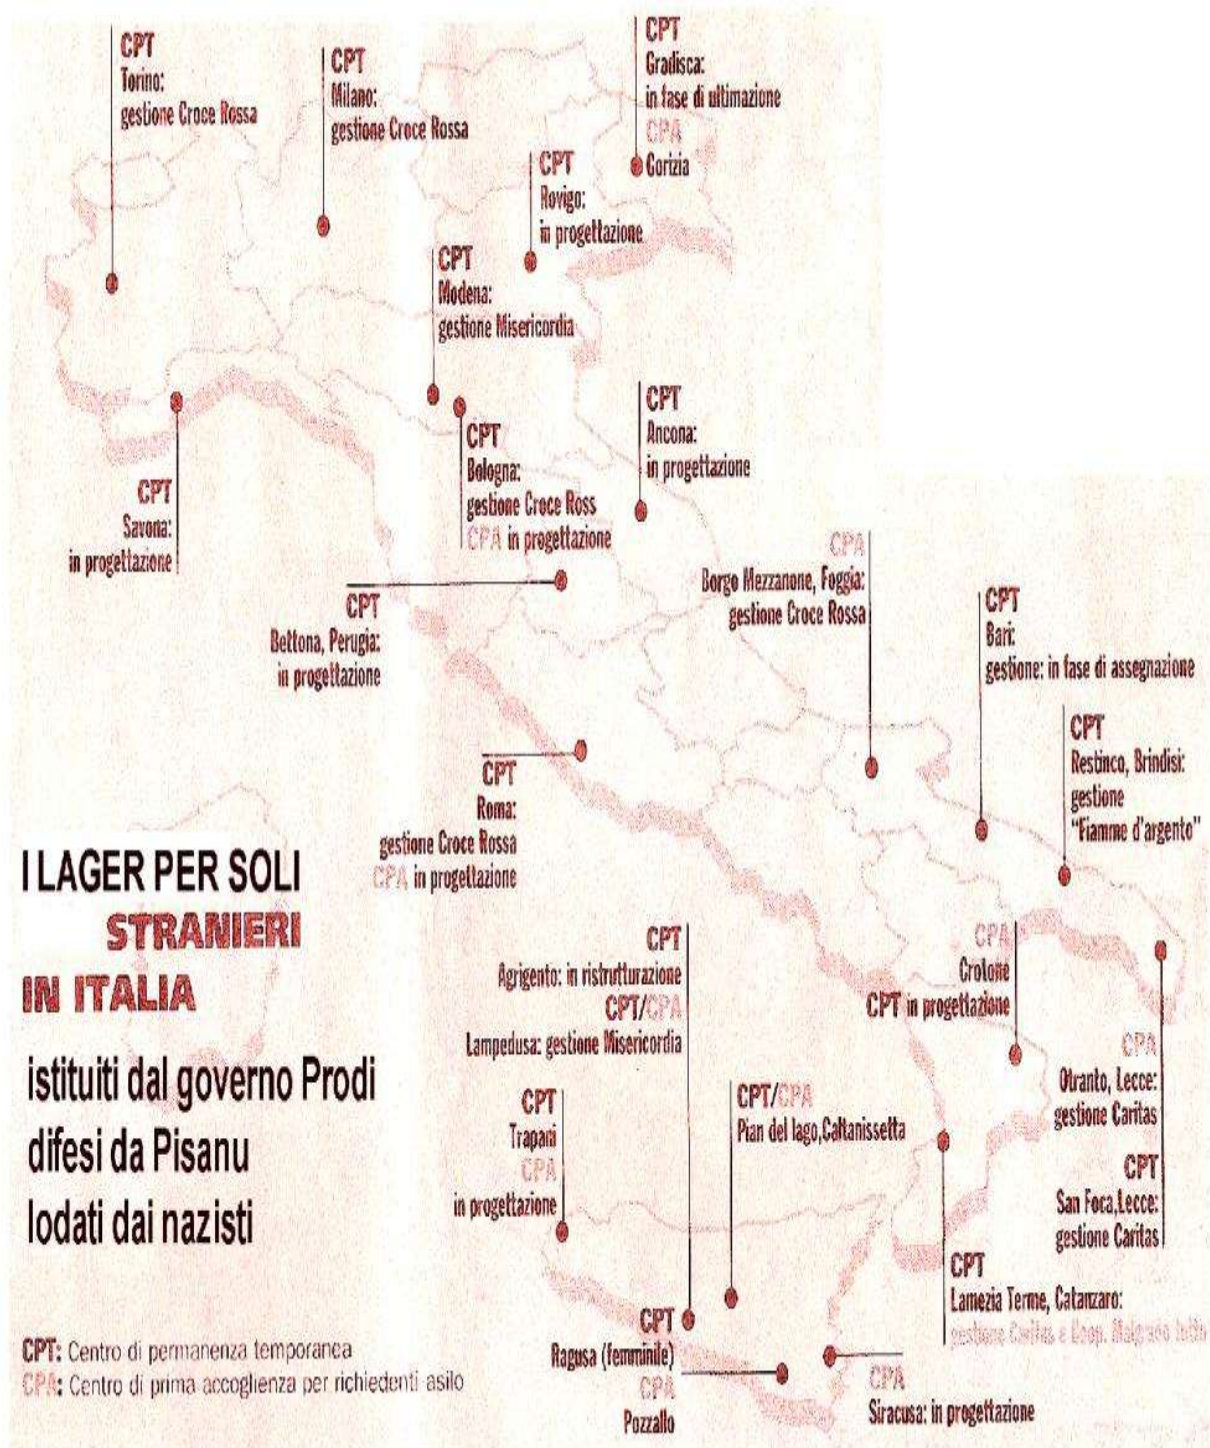 CPT
Torino:
gestione Croce Rossa
CPT
Milano:
gestione Croce Rossa
CPT
Gradisca:
in fase di ultimazione
CPA
Gorizia
CPT
Rovigo:
in progettazione
CPT
Modena:
gestione Misericordia
CPT
Savona:
in progettazione
CPT
Bologna:
gestione Croce Ross
CPA in progettazione
CPT
Ancona:
in progettazione
CPT
Bettona, Perugia:
in progettazione
CPA
Borgo Mezzanone, Foggia:
gestione Croce Rossa
CPT
Bari:
gestione: in fase di assegnazione
CPT
Restinco, Brindisi:
gestione
"Fiamme d'argento"
CPT
Roma:
gestione Croce Rossa
CPA in progettazione
I LAGER PER SOLI
STRANIERI
IN ITALIA
istituiti dal governo Prodi
difesi da Pisanu
lodati dai nazisti
CPT
Agrigento: in ristrutturazione
CPT/CPA
Lampedusa: gestione Misericordia
CPA
Crotone
CPT in progettazione
CPT
Trapani
CPA
in progettazione
CPT/CPA
Pian del lago,Caltanissetta
CPA
Otranto, Lecce:
gestione Caritas
CPT
San Foca,Lecce:
gestione Caritas
CPT
Lamezia Terme, Catanzaro:
gestione Caritas e Coop. Malgrado tutto
CPT
Ragusa (femminile)
CPA
Pozzallo
CPA
Siracusa: in progettazione
CPT: Centro di permanenza temporanea
CPA: Centro di prima accoglienza per richiedenti asilo